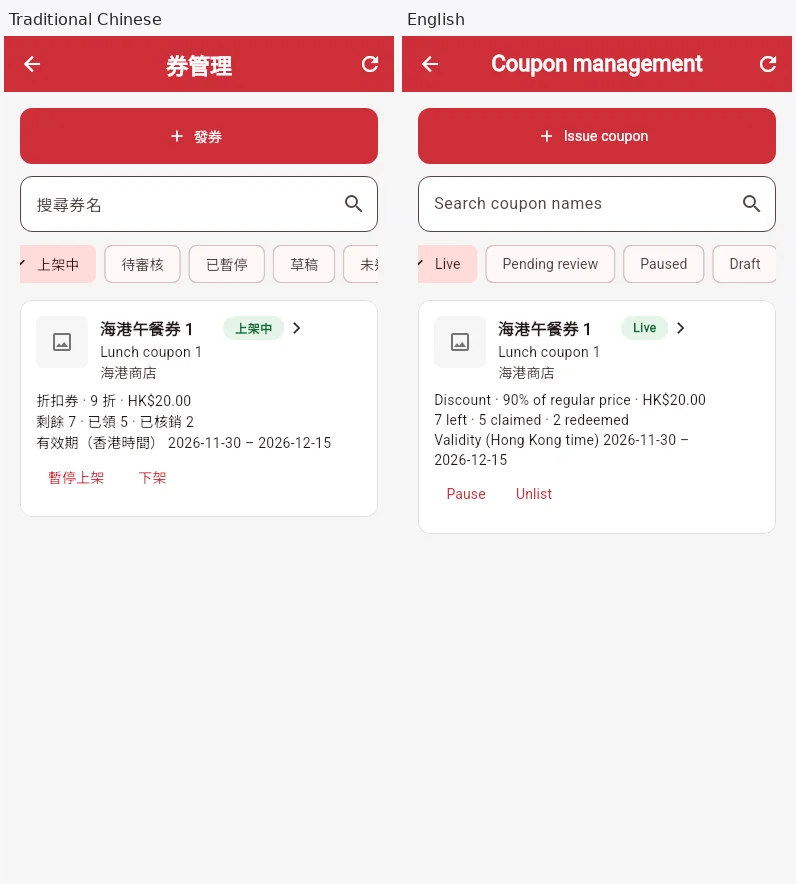 Traditional Chinese
券管理
+ 發券
搜尋券名
上架中
待審核
已暫停
草稿
海港午餐券 1
上架中
Lunch coupon 1
海港商店
折扣券 · 9 折 · HK$20.00
剩餘 7 · 已領 5 · 已核銷 2
有效期（香港時間） 2026-11-30 – 2026-12-15
暫停上架
下架
English
Coupon management
+ Issue coupon
Search coupon names
Live
Pending review
Paused
Draft
海港午餐券 1
Live
Lunch coupon 1
海港商店
Discount · 90% of regular price · HK$20.00
7 left · 5 claimed · 2 redeemed
Validity (Hong Kong time) 2026-11-30 –
2026-12-15
Pause
Unlist